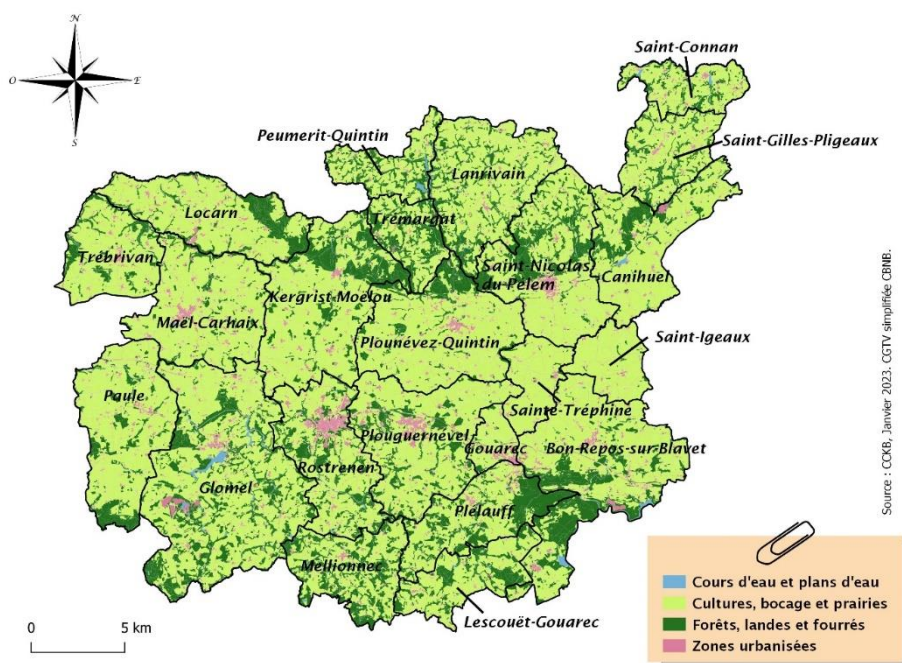 N
O
E
S
Saint-Connan
Peumerit-Quintin
Saint-Gilles-Pligeaux
Lanrivain
Locarn
Trémargat
Trébrivan
Saint-Nicolas
du Pelem
Canihuel
Kergrist-Moëlou
Maël-Carhaix
Plounévez-Quintin
Saint-Igeaux
Paule
Sainte-Tréphine
Plouguernével
Gouarec
Bon-Repos-sur-Blavet
Rostrenen
Glomel
Plélauff
Mellionnec
Lescouët-Gouarec
0
5 km
Cours d'eau et plans d'eau
Cultures, bocage et prairies
Forêts, landes et fourrés
Zones urbanisées
Source : CCKB, Janvier 2023. CGTV simplifiée CBNB.